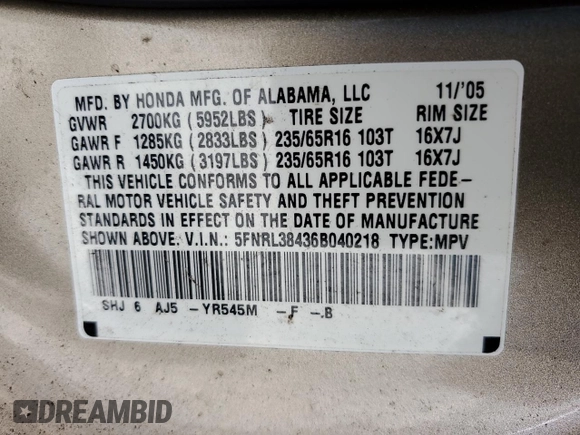 MFD. BY HONDA MFG. OF ALABAMA, LLC 11/'05
GVWR 2700KG (5952LBS) TIRE SIZE RIM SIZE
GAWR F 1285KG (2833LBS) 235/65R16 103T 16X7J
GAWR R 1450KG (3197LBS) 235/65R16 103T 16X7J
THIS VEHICLE CONFORMS TO ALL APPLICABLE FEDE-
RAL MOTOR VEHICLE SAFETY AND THEFT PREVENTION
STANDARDS IN EFFECT ON THE DATE OF MANUFACTURE
SHOWN ABOVE. V.I.N.: 5FNRL38436B040218 TYPE:MPV
SHJ 6 AJ5 -YR545M -F -.B
DREAMBID